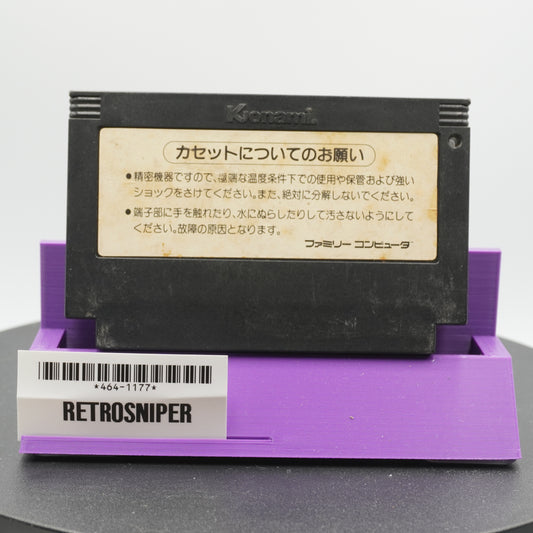 Konami
カセットについてのお願い
●精密機器ですので、極端な温度条件下での使用や保管および強い
ショックをさけてください。また、絶対に分解しないでください。
●端子部に手を触れたり、水にぬらしたりして汚さないようにして
ください。故障の原因となります。
ファミリー コンピュータ
*464-1177*
RETROSNIPER